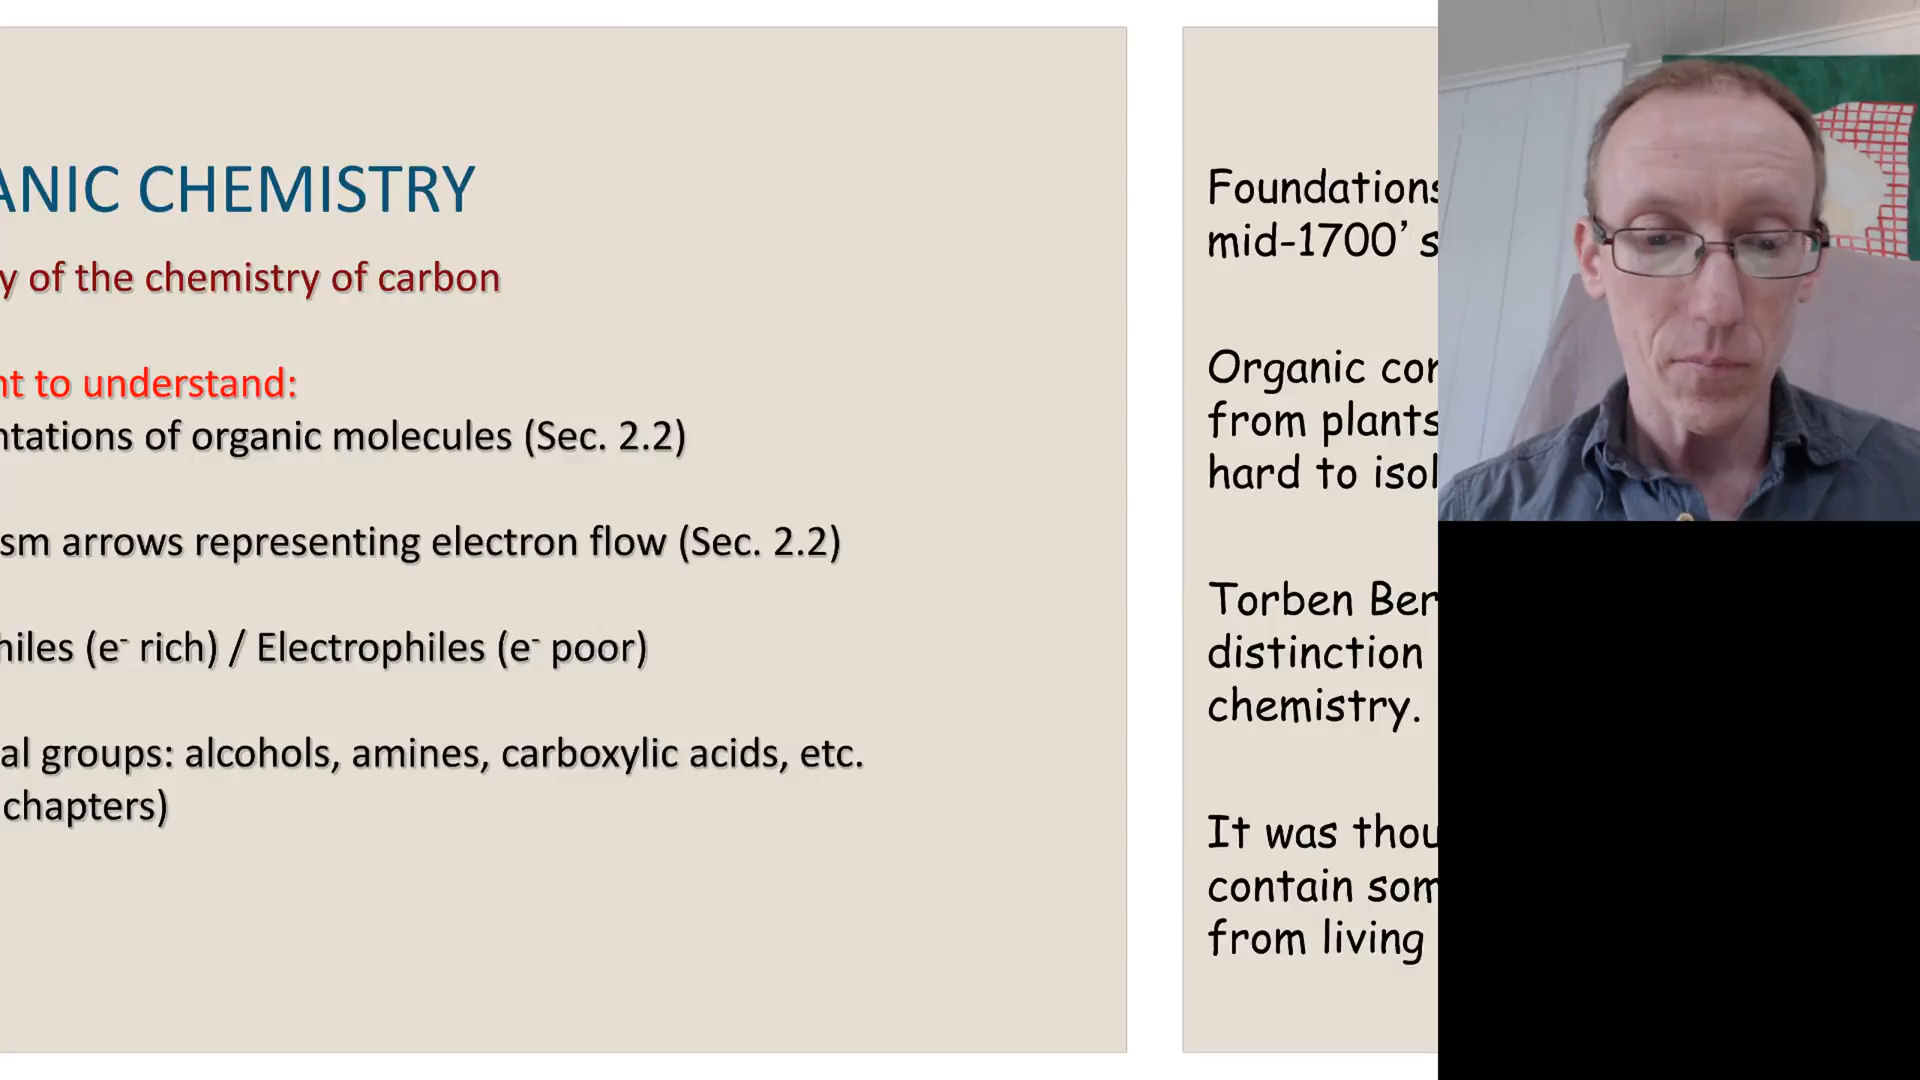 ANIC CHEMISTRY
y of the chemistry of carbon
nt to understand:
ntations of organic molecules (Sec. 2.2)
sm arrows representing electron flow (Sec. 2.2)
hiles (e- rich) / Electrophiles (e- poor)
al groups: alcohols, amines, carboxylic acids, etc.
chapters)
Foundations
mid-1700’s
Organic cor
from plants
hard to isol
Torben Ber
distinction
chemistry.
It was thou
contain som
from living